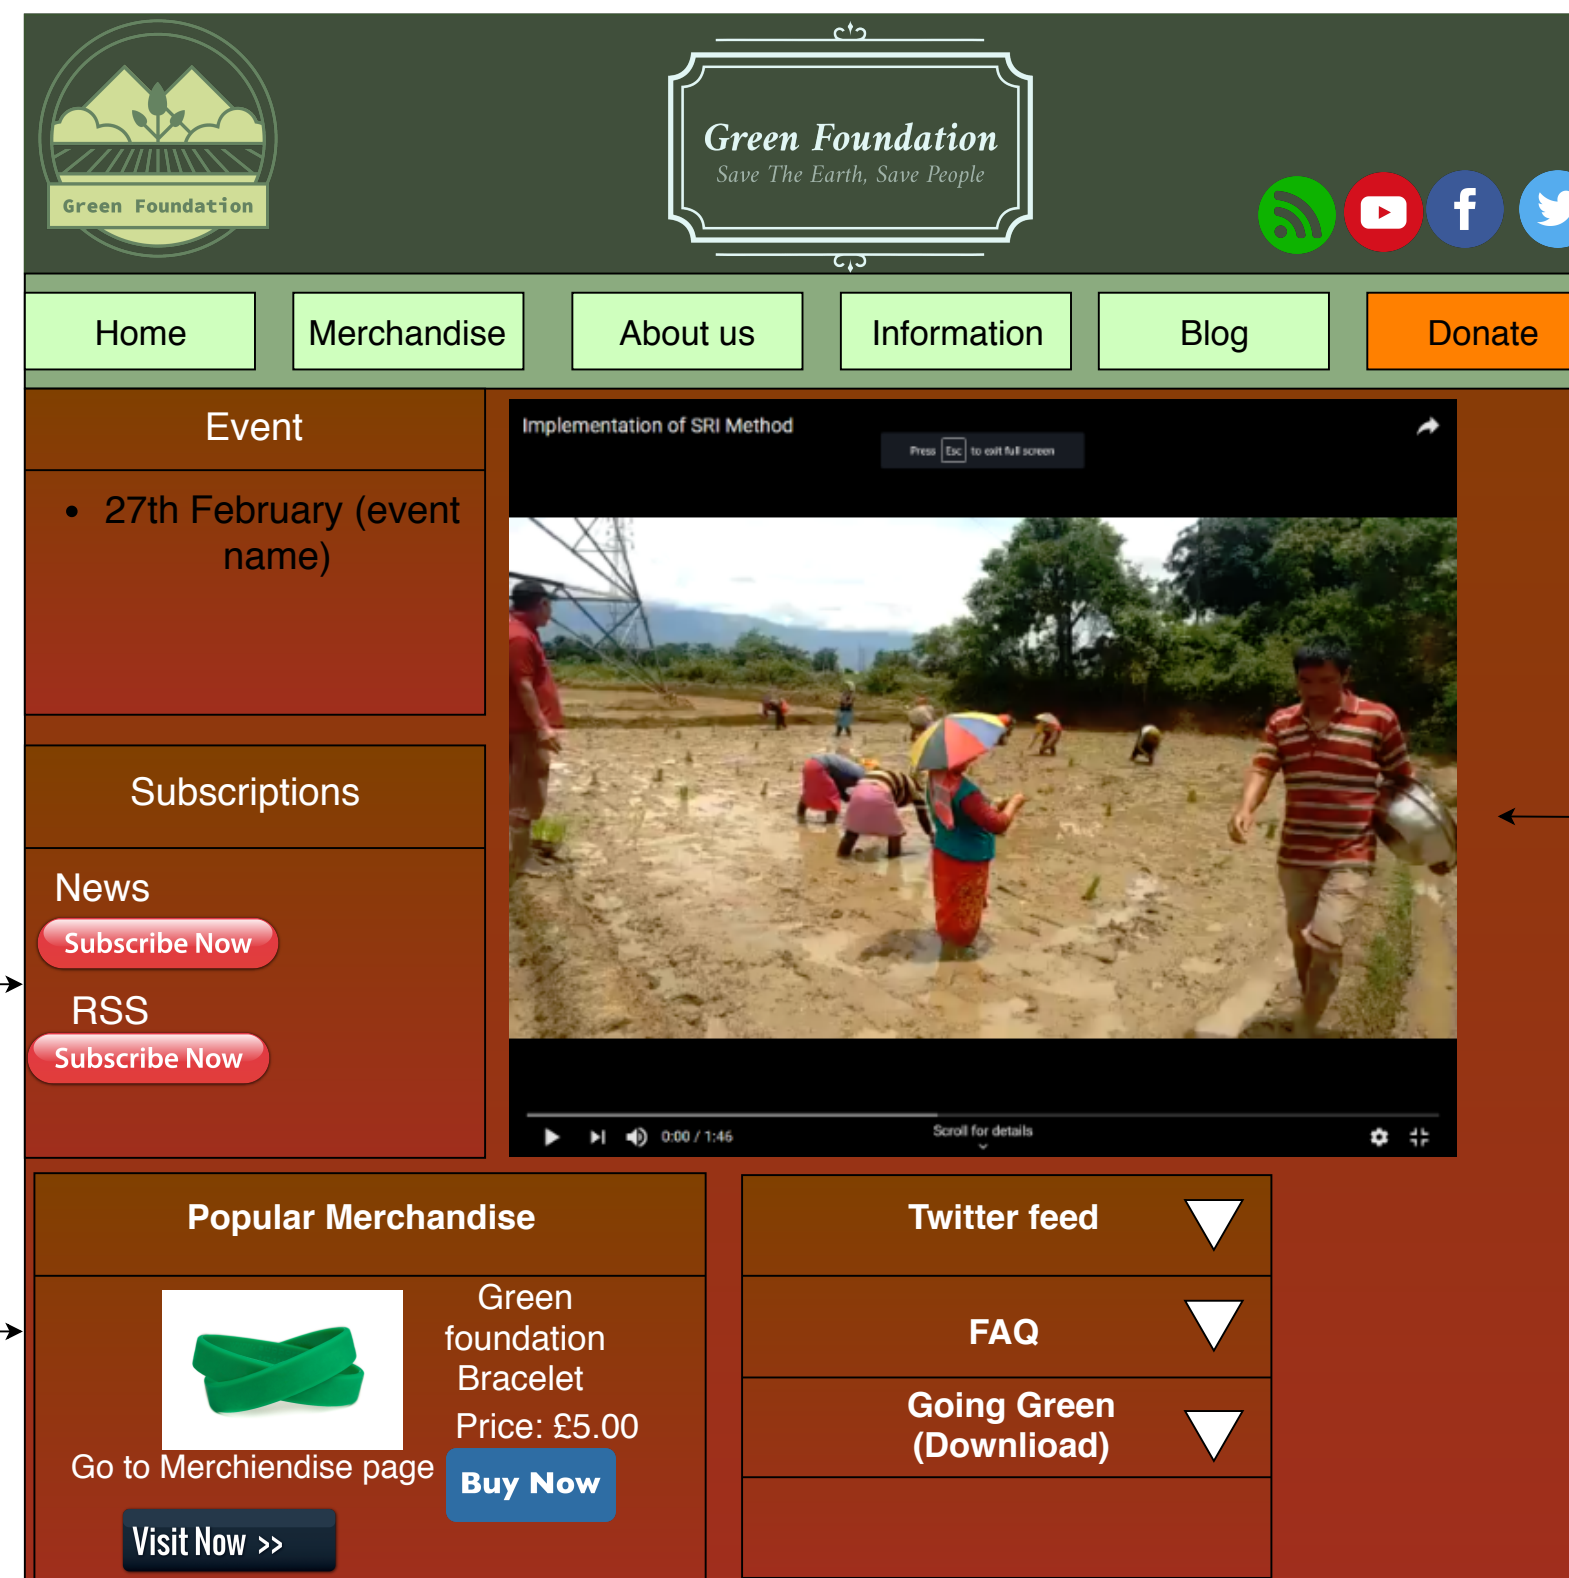 Green Foundation
Green Foundation
Save The Earth, Save People
Home
Merchandise
About us
Information
Blog
Donate
Event
• 27th February (event
name)
Implementation of SRI Method
Press Esc to exit full screen
Subscriptions
News
Subscribe Now
RSS
Subscribe Now
0:00 / 1:46
Scroll for details
Popular Merchandise
Green
foundation
Bracelet
Price: £5.00
Go to Merchiendise page
Buy Now
Visit Now >>
Twitter feed
FAQ
Going Green
(Downlioad)